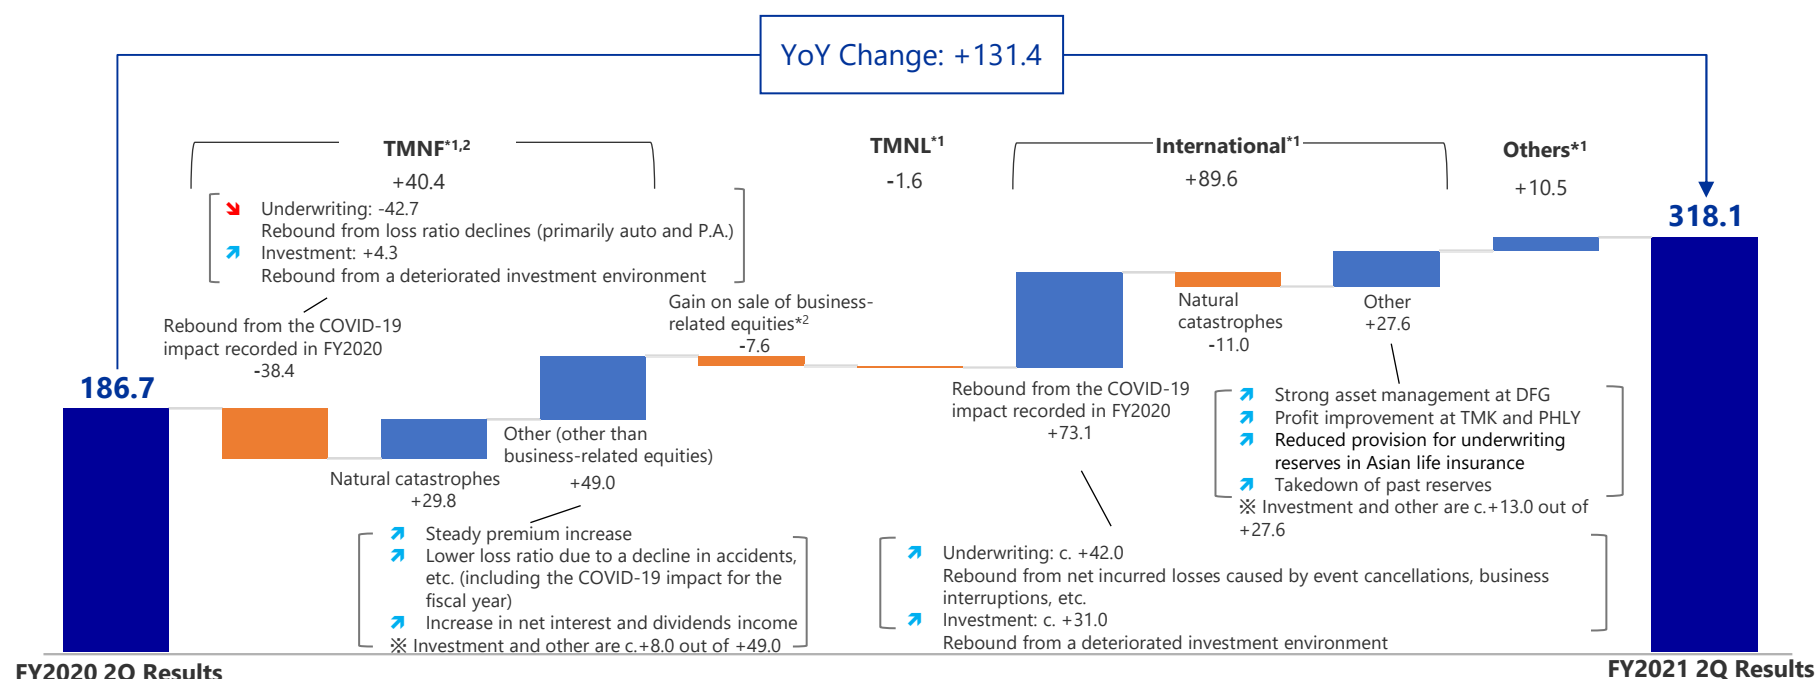 YoY Change: +131.4
TMNF*1,2
+40.4
TMNL*1
-1.6
International*1
+89.6
Others*1
+10.5
Underwriting: -42.7
Rebound from loss ratio declines (primarily auto and P.A.)
Investment: +4.3
Rebound from a deteriorated investment environment
318.1
Rebound from the COVID-19
impact recorded in FY2020
-38.4
Gain on sale of business-
related equities*2
-7.6
Natural
catastrophes
-11.0
Other
+27.6
186.7
Rebound from the COVID-19
impact recorded in FY2020
+73.1
Strong asset management at DFG
Profit improvement at TMK and PHLY
Reduced provision for underwriting
reserves in Asian life insurance
Takedown of past reserves
※ Investment and other are c.+13.0 out of
+27.6
Other (other than
business-related equities)
+49.0
Natural catastrophes
+29.8
Steady premium increase
Lower loss ratio due to a decline in accidents,
etc. (including the COVID-19 impact for the
fiscal year)
Increase in net interest and dividends income
※ Investment and other are c.+8.0 out of +49.0
Underwriting: c. +42.0
Rebound from net incurred losses caused by event cancellations, business
interruptions, etc.
Investment: c. +31.0
Rebound from a deteriorated investment environment
FY2020 2Q Results
FY2021 2Q Results